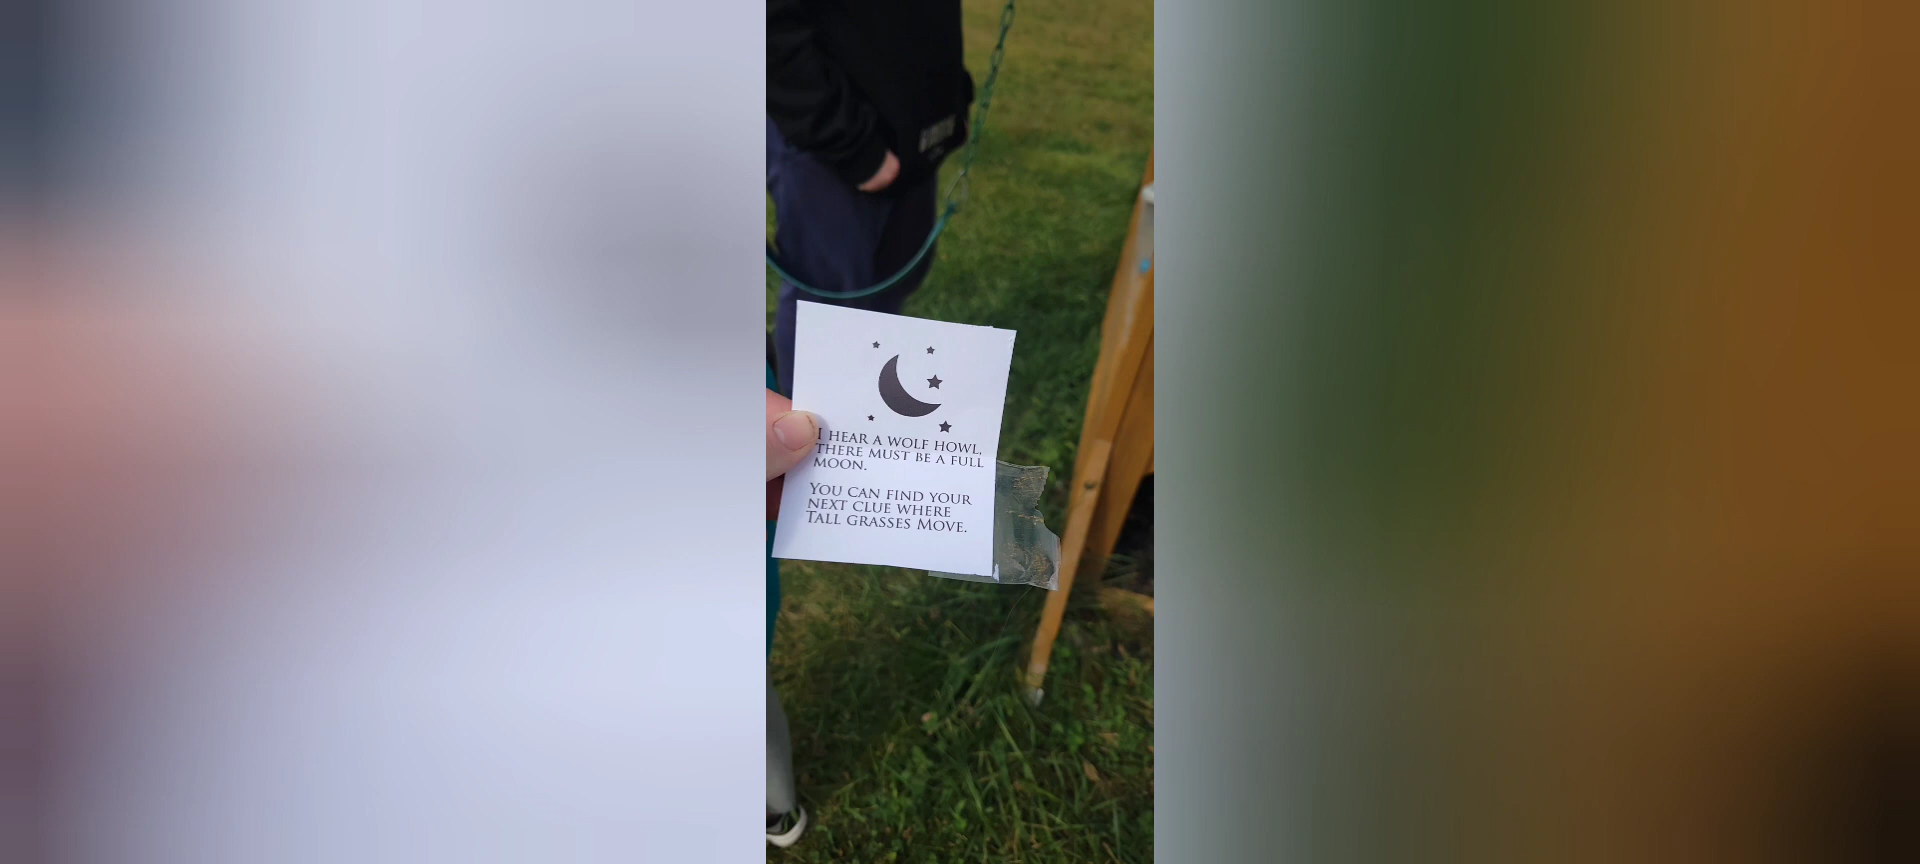 I HEAR A WOLF HOWL,
THERE MUST BE A FULL
MOON.
YOU CAN FIND YOUR
NEXT CLUE WHERE
TALL GRASSES MOVE.